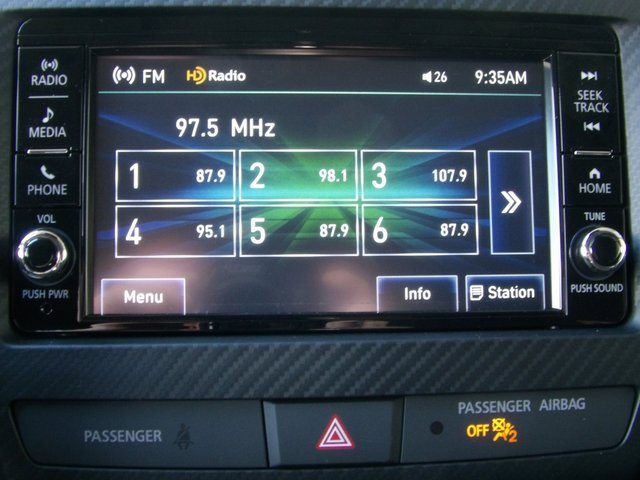 RADIO
MEDIA
PHONE
VOL
PUSH PWR
FM HD Radio 26 9:35AM
97.5 MHz
1 87.9 2 98.1 3 107.9
4 95.1 5 87.9 6 87.9
Menu Info Station
SEEK
TRACK
HOME
TUNE
PUSH SOUND
PASSENGER
PASSENGER AIRBAG
OFF 2